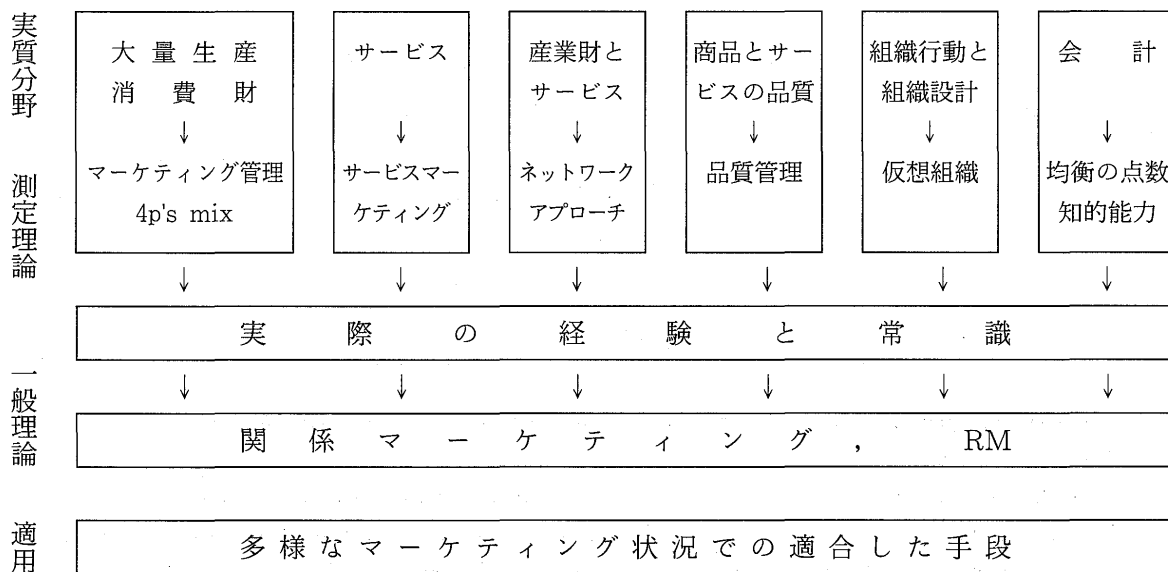 実質分野
大量生産
消費財
↓
マーケティング管理
4p's mix
サービス
↓
サービスマー
ケティング
産業財と
サービス
↓
ネットワーク
アプローチ
商品とサー
ビスの品質
↓
品質管理
組織行動と
組織設計
↓
仮想組織
会計
↓
均衡の点数
知的能力
測定理論
↓ ↓ ↓ ↓ ↓ ↓
実際の経験と常識
一般理論
↓ ↓ ↓ ↓ ↓ ↓
関係マーケティング, RM
適用
多様なマーケティング状況での適合した手段